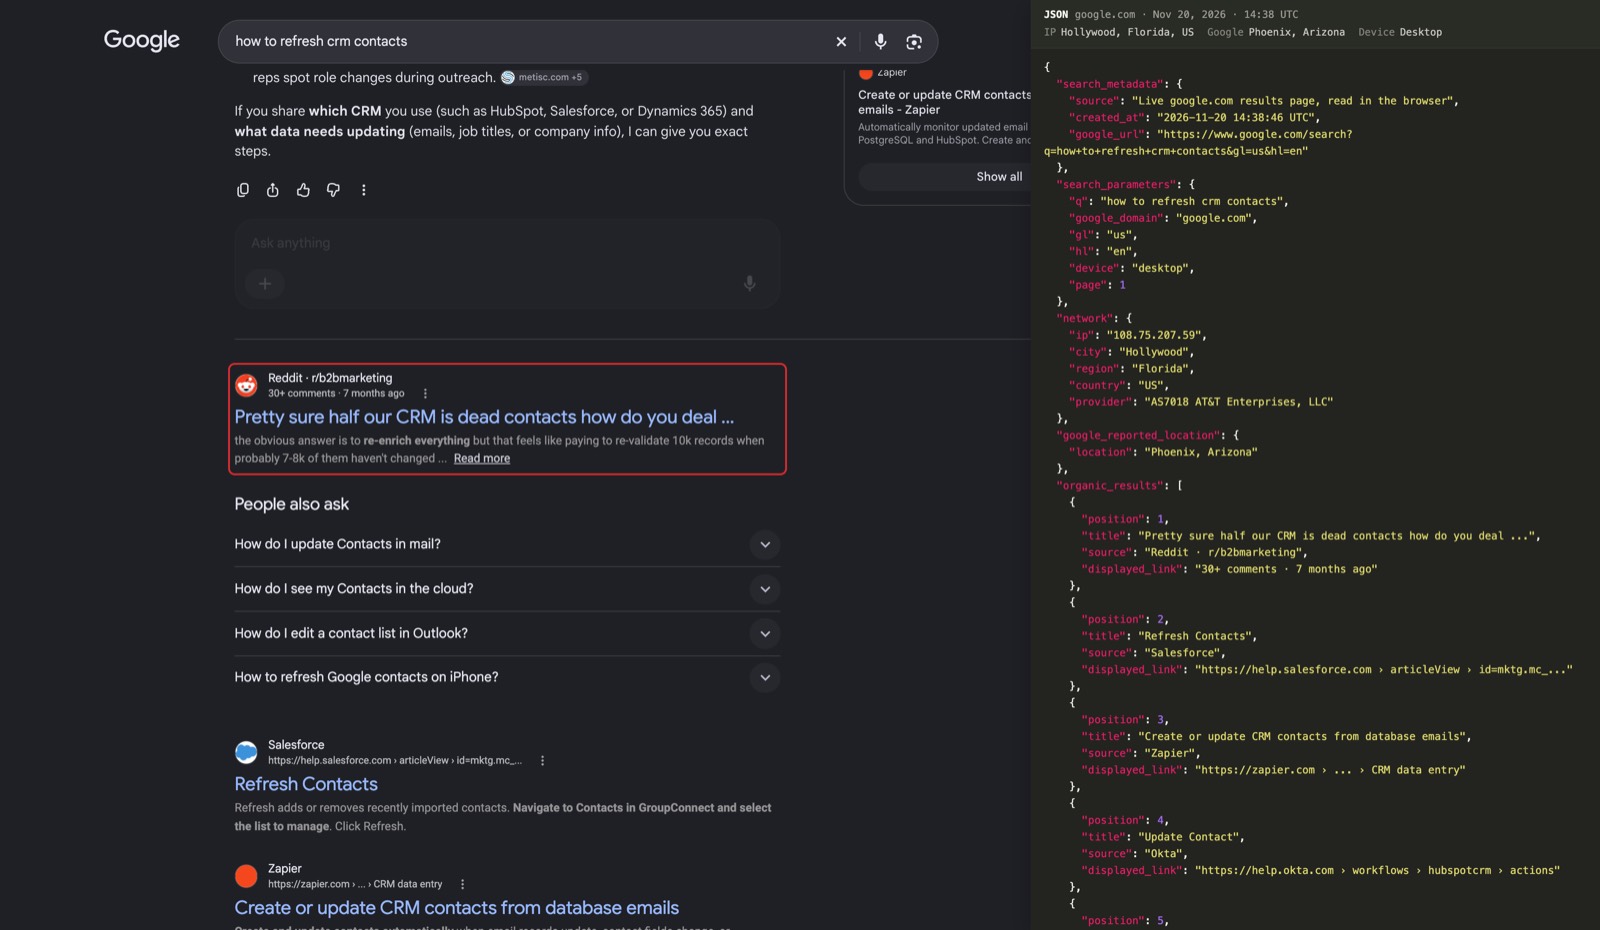 Google
how to refresh crm contacts
reps spot role changes during outreach. metisc.com +5
If you share which CRM you use (such as HubSpot, Salesforce, or Dynamics 365) and
what data needs updating (emails, job titles, or company info), I can give you exact
steps.
Ask anything
Zapier
Create or update CRM contacts
emails - Zapier
Automatically monitor updated email
PostgreSQL and HubSpot. Create and
Show all
Reddit · r/b2bmarketing
30+ comments · 7 months ago
Pretty sure half our CRM is dead contacts how do you deal ...
the obvious answer is to re-enrich everything but that feels like paying to re-validate 10k records when
probably 7-8k of them haven't changed ... Read more
People also ask
How do I update Contacts in mail?
How do I see my Contacts in the cloud?
How do I edit a contact list in Outlook?
How to refresh Google contacts on iPhone?
Salesforce
https://help.salesforce.com › articleView › id=mktg.mc_...
Refresh Contacts
Refresh adds or removes recently imported contacts. Navigate to Contacts in GroupConnect and select
the list to manage. Click Refresh.
Zapier
https://zapier.com › ... › CRM data entry
Create or update CRM contacts from database emails
JSON google.com · Nov 20, 2026 · 14:38 UTC
IP Hollywood, Florida, US Google Phoenix, Arizona Device Desktop
{
"search_metadata": {
"source": "Live google.com results page, read in the browser",
"created_at": "2026-11-20 14:38:46 UTC",
"google_url": "https://www.google.com/search?
q=how+to+refresh+crm+contacts&gl=us&hl=en"
},
"search_parameters": {
"q": "how to refresh crm contacts",
"google_domain": "google.com",
"gl": "us",
"hl": "en",
"device": "desktop",
"page": 1
},
"network": {
"ip": "108.75.207.59",
"city": "Hollywood",
"region": "Florida",
"country": "US",
"provider": "AS7018 AT&T Enterprises, LLC"
},
"google_reported_location": {
"location": "Phoenix, Arizona"
},
"organic_results": [
{
"position": 1,
"title": "Pretty sure half our CRM is dead contacts how do you deal ...",
"source": "Reddit · r/b2bmarketing",
"displayed_link": "30+ comments · 7 months ago"
},
{
"position": 2,
"title": "Refresh Contacts",
"source": "Salesforce",
"displayed_link": "https://help.salesforce.com › articleView › id=mktg.mc_..."
},
{
"position": 3,
"title": "Create or update CRM contacts from database emails",
"source": "Zapier",
"displayed_link": "https://zapier.com › ... › CRM data entry"
},
{
"position": 4,
"title": "Update Contact",
"source": "Okta",
"displayed_link": "https://help.okta.com › workflows › hubspotcrm › actions"
},
{
"position": 5,